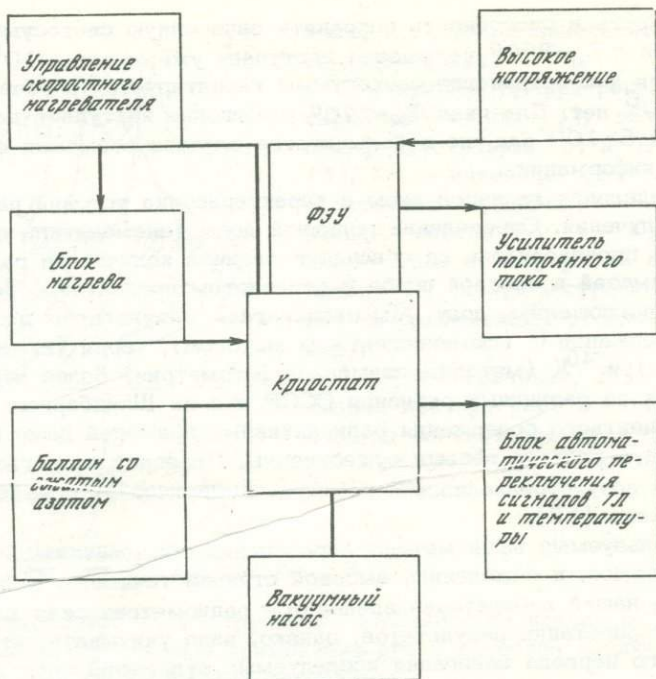 Управление
скоростного
нагревателя
Высокое
напряжение
ФЭУ
Блок
нагрева
Усилитель
постоянного
тока
Криостат
Баллон со
сжатым
азотом
Блок автома-
тического пе-
реключения
сигналов ТЛ
и температу-
ры
Вакуумный
насос